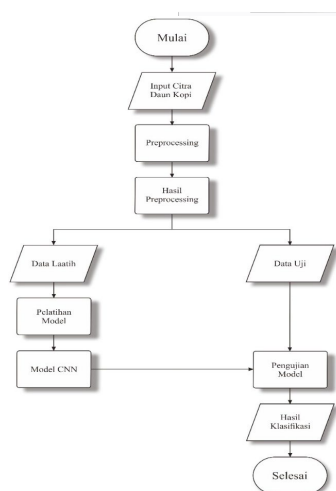 Mulai
Input Citra
Daun Kopi
Preprocessing
Hasil
Preprocessing
Data Laatih
Data Uji
Pelatihan
Model
Model CNN
Pengujian
Model
Hasil
Klasifikasi
Selesai